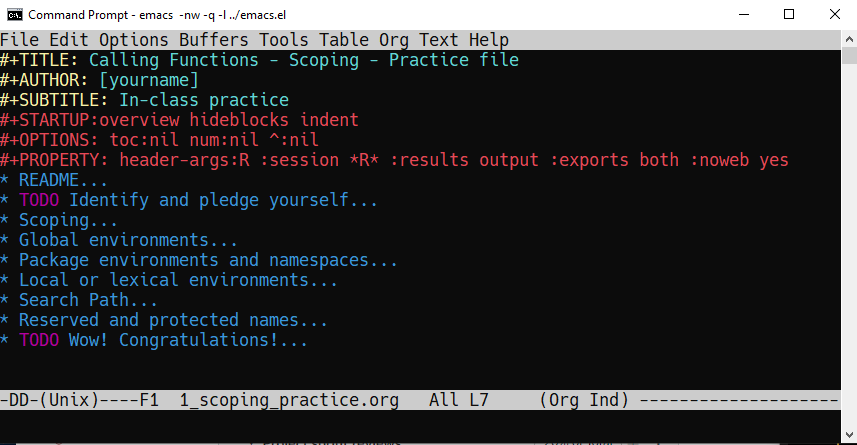 Command Prompt - emacs -nw -q -l ../emacs.el
File Edit Options Buffers Tools Table Org Text Help
#+TITLE: Calling Functions - Scoping - Practice file
#+AUTHOR: [yourname]
#+SUBTITLE: In-class practice
#+STARTUP:overview hideblocks indent
#+OPTIONS: toc:nil num:nil ^:nil
#+PROPERTY: header-args:R :session *R* :results output :exports both :noweb yes
* README...
* TODO Identify and pledge yourself...
* Scoping...
* Global environments...
* Package environments and namespaces...
* Local or lexical environments...
* Search Path...
* Reserved and protected names...
* TODO Wow! Congratulations!...
-DD-(Unix)----F1  1_scoping_practice.org   All L7     (Org Ind) --------------------